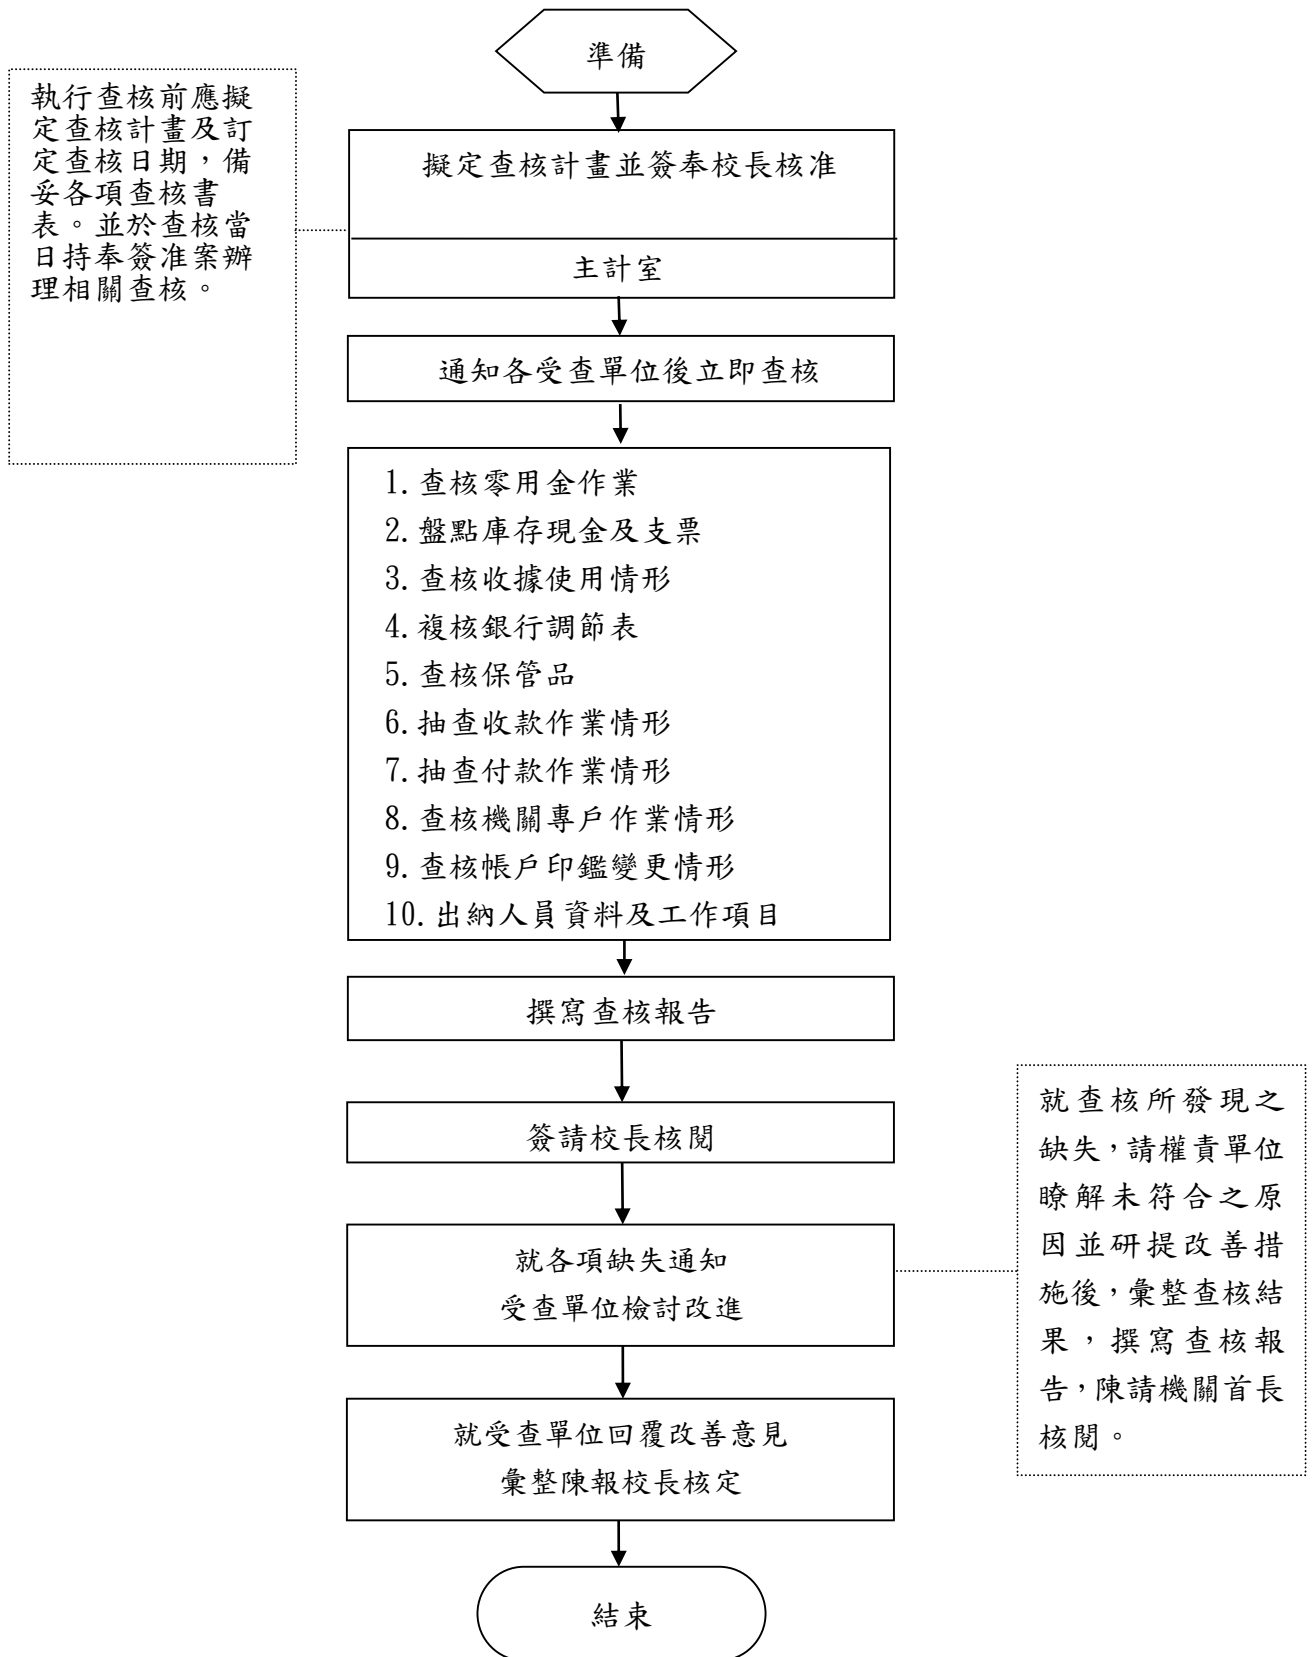 準備
執行查核前應擬
定查核計畫及訂
定查核日期，備
妥各項查核書
表。並於查核當
日持奉簽准案辦
理相關查核。
擬定查核計畫並簽奉校長核准
主計室
通知各受查單位後立即查核
1.查核零用金作業
2.盤點庫存現金及支票
3.查核收據使用情形
4.複核銀行調節表
5.查核保管品
6.抽查收款作業情形
7.抽查付款作業情形
8.查核機關專戶作業情形
9.查核帳戶印鑑變更情形
10.出納人員資料及工作項目
撰寫查核報告
簽請校長核閱
就各項缺失通知
受查單位檢討改進
就查核所發現之
缺失，請權責單位
瞭解未符合之原
因並研提改善措
施後，彙整查核結
果，撰寫查核報
告，陳請機關首長
核閱。
就受查單位回覆改善意見
彙整陳報校長核定
結束